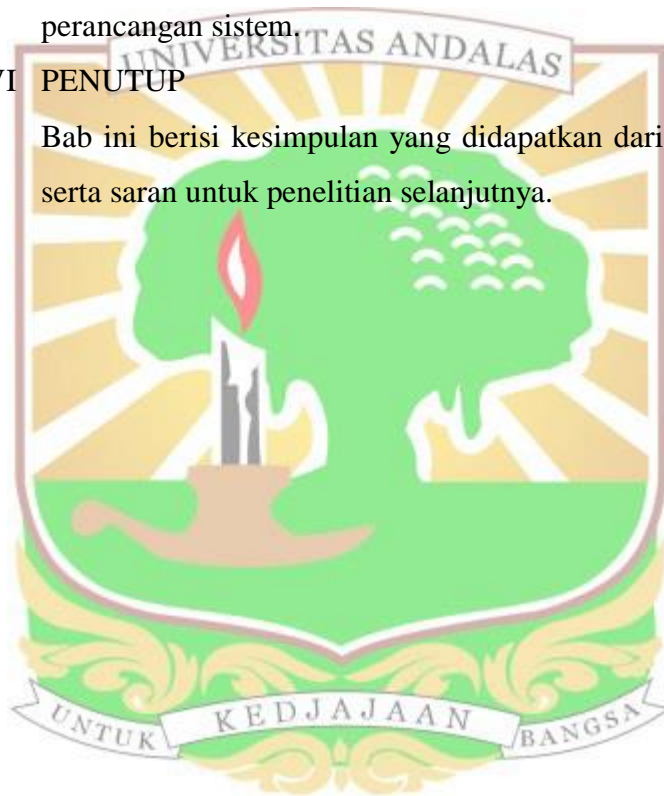 perancangan sistem.
UNIVERSITAS ANDALAS
VI PENUTUP
Bab ini berisi kesimpulan yang didapatkan dari
serta saran untuk penelitian selanjutnya.
UNTUK KEDJAJAAN BANGSA